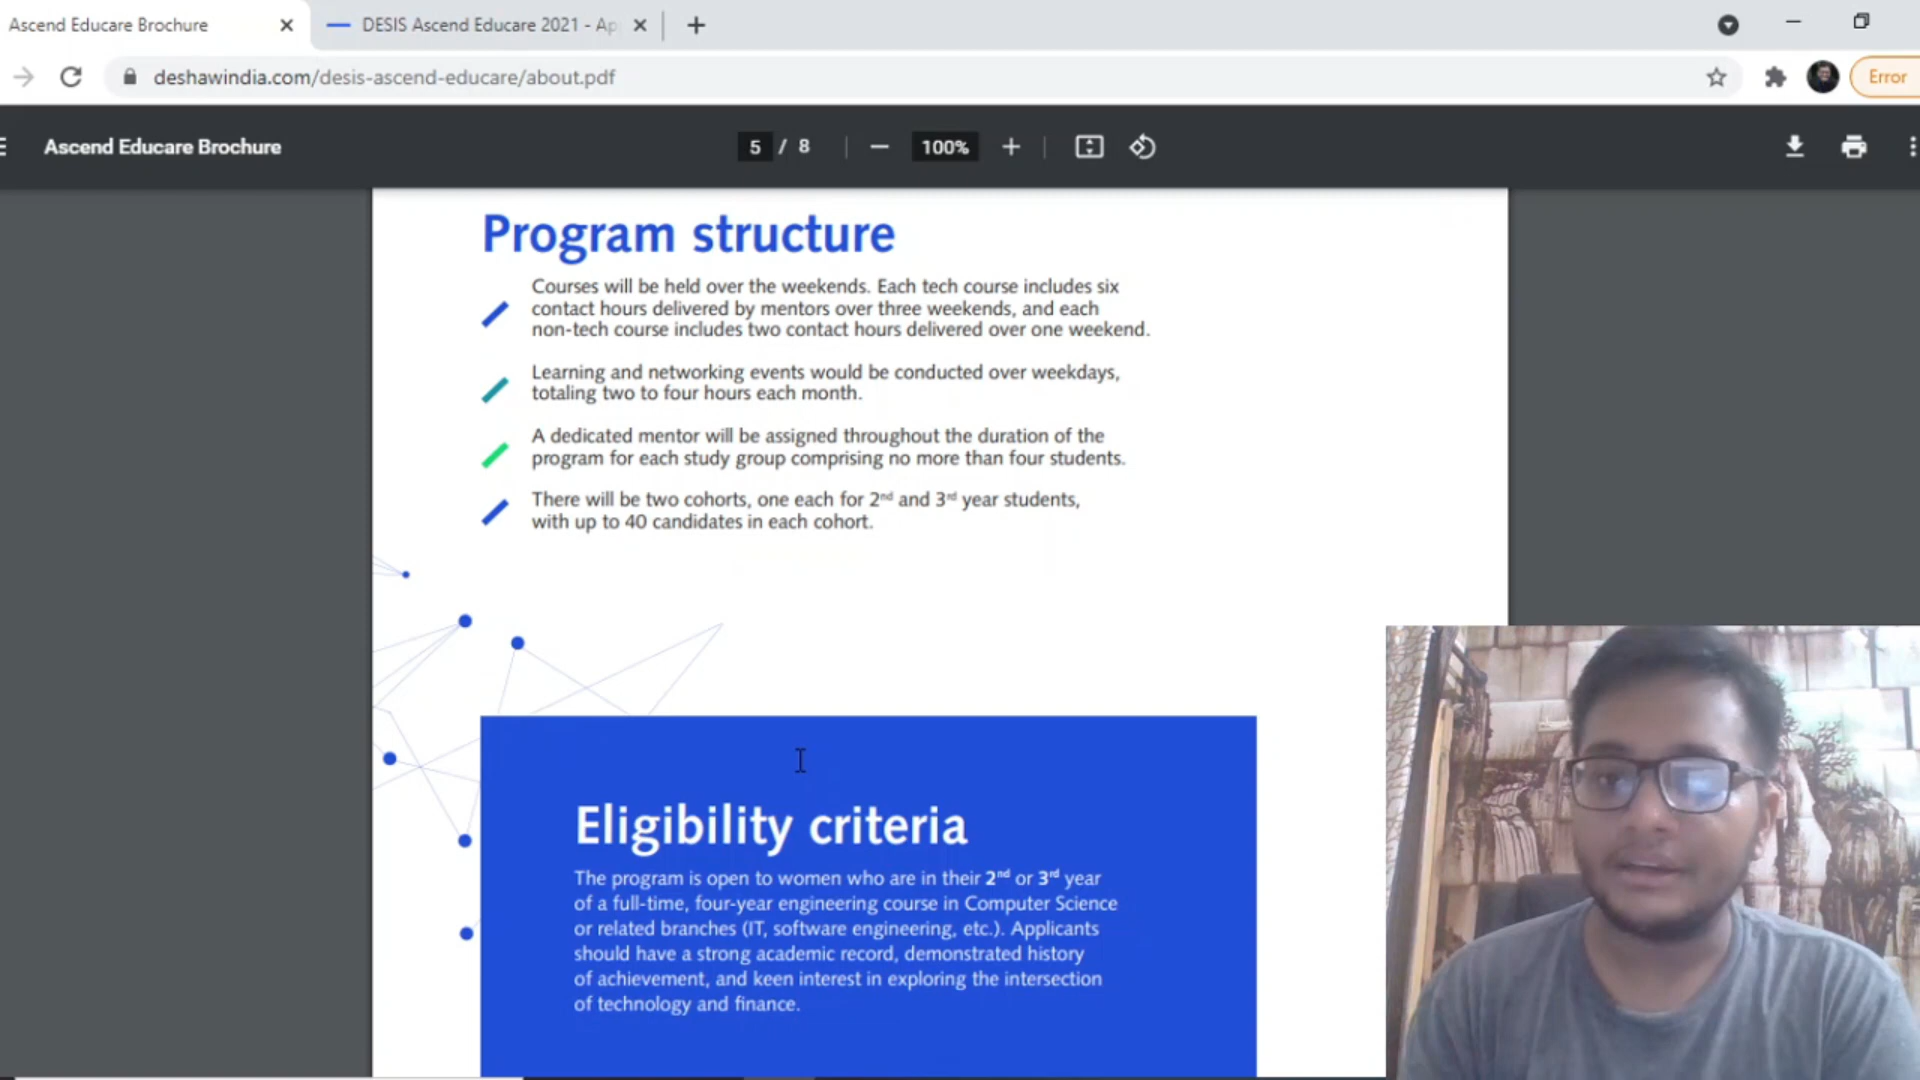 Ascend Educare Brochure
DESIS Ascend Educare 2021 - Ap
deshawindia.com/desis-ascend-educare/about.pdf
Error
Ascend Educare Brochure
5 / 8
100%
Program structure
Courses will be held over the weekends. Each tech course includes six
contact hours delivered by mentors over three weekends, and each
non-tech course includes two contact hours delivered over one weekend.
Learning and networking events would be conducted over weekdays,
totaling two to four hours each month.
A dedicated mentor will be assigned throughout the duration of the
program for each study group comprising no more than four students.
There will be two cohorts, one each for 2nd and 3rd year students,
with up to 40 candidates in each cohort.
Eligibility criteria
The program is open to women who are in their 2nd or 3rd year
of a full-time, four-year engineering course in Computer Science
or related branches (IT, software engineering, etc.). Applicants
should have a strong academic record, demonstrated history
of achievement, and keen interest in exploring the intersection
of technology and finance.